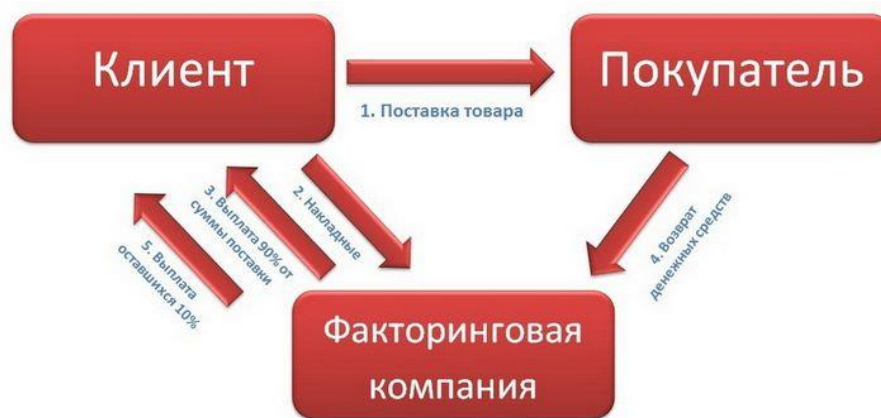 Клиент
Покупатель
1. Поставка товара
2. Накладные
3. Выплата 90% от
суммы поставки
4. Возврат
денежных средств
5. Выплата
оставшихся 10%
Факторинговая
компания